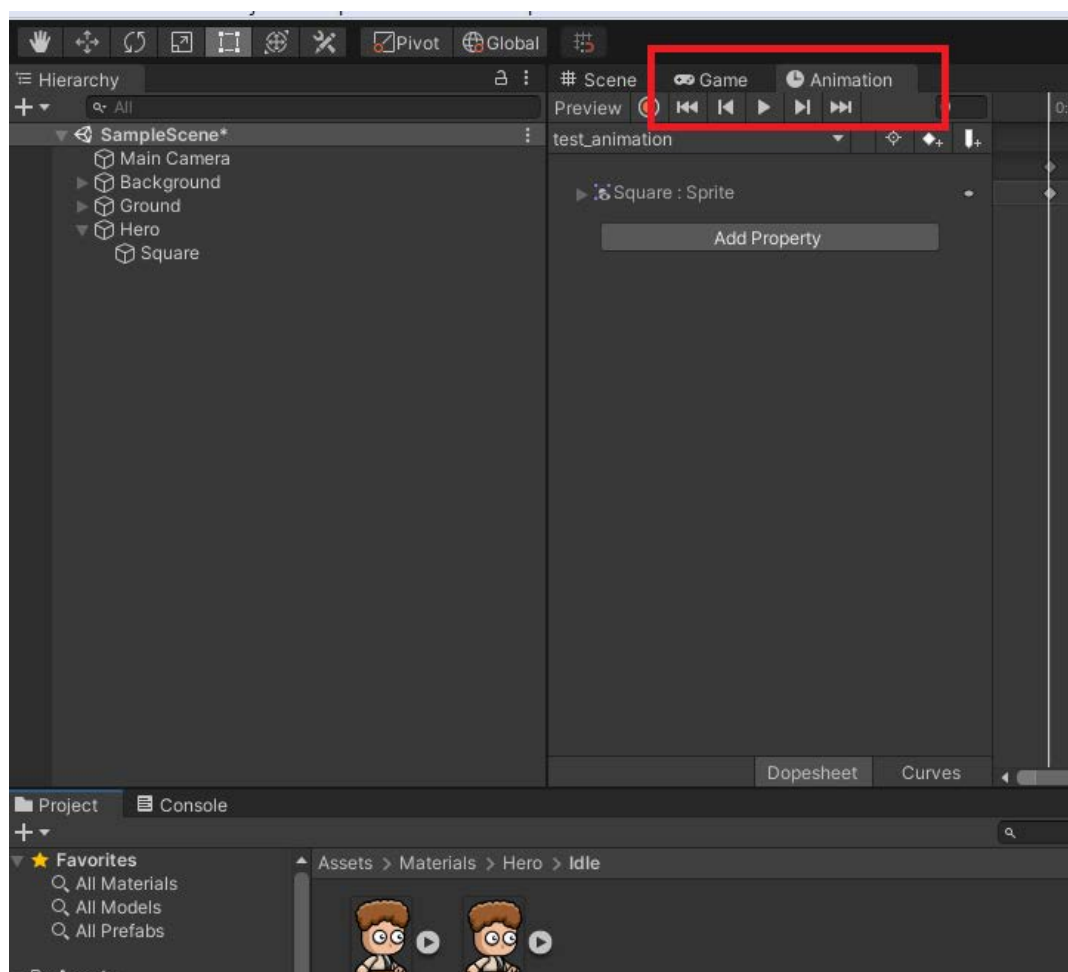 Pivot Global
Hierarchy
All
SampleScene*
Main Camera
Background
Ground
Hero
Square
Scene Game Animation
Preview
test_animation
Square : Sprite
Add Property
Dopesheet Curves
Project Console
Favorites
All Materials
All Models
All Prefabs
Assets > Materials > Hero > Idle